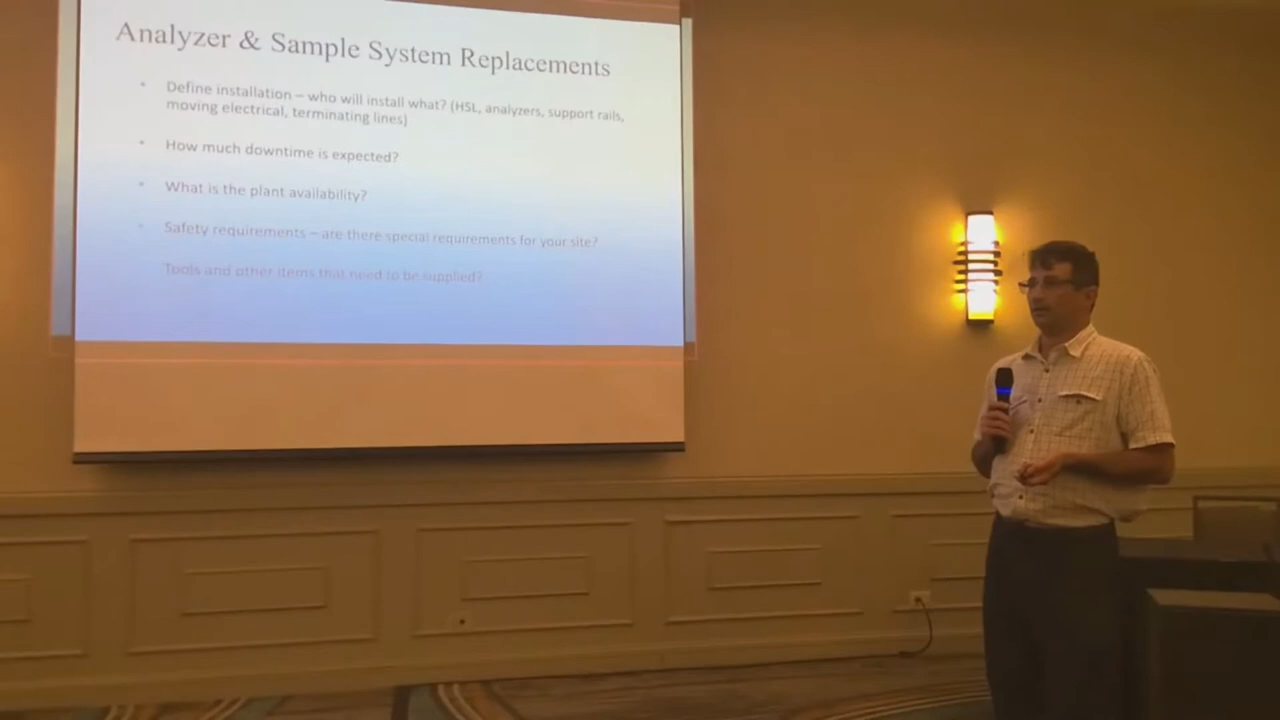 Analyzer & Sample System Replacements
• Define installation – who will install what? (HSL, analyzers, support rails,
moving electrical, terminating lines)
• How much downtime is expected?
• What is the plant availability?
• Safety requirements – are there special requirements for your site?
Tools and other items that need to be supplied?